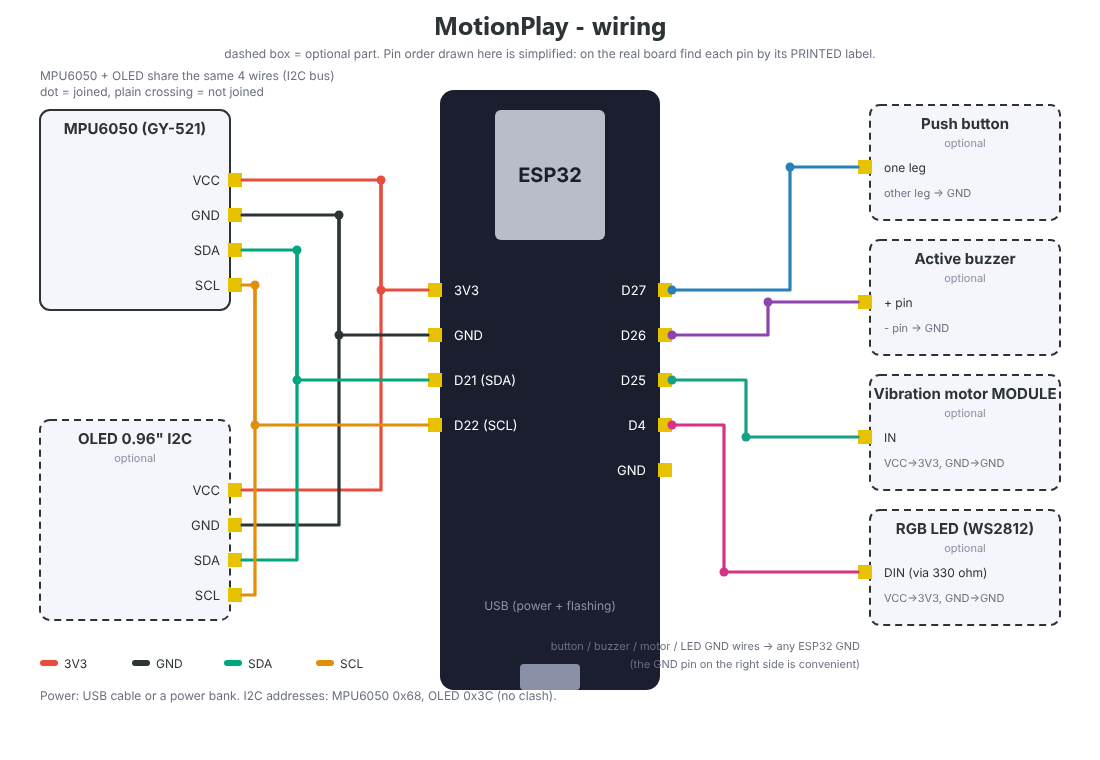 MotionPlay - wiring
dashed box = optional part. Pin order drawn here is simplified: on the real board find each pin by its PRINTED label.
MPU6050 + OLED share the same 4 wires (I2C bus)
dot = joined, plain crossing = not joined
MPU6050 (GY-521)
VCC
GND
SDA
SCL
OLED 0.96" I2C
optional
VCC
GND
SDA
SCL
ESP32
3V3
GND
D21 (SDA)
D22 (SCL)
D27
D26
D25
D4
GND
USB (power + flashing)
Push button
optional
one leg
other leg → GND
Active buzzer
optional
+ pin
- pin → GND
Vibration motor MODULE
optional
IN
VCC→3V3, GND→GND
RGB LED (WS2812)
optional
DIN (via 330 ohm)
VCC→3V3, GND→GND
button / buzzer / motor / LED GND wires → any ESP32 GND
(the GND pin on the right side is convenient)
3V3
GND
SDA
SCL
Power: USB cable or a power bank. I2C addresses: MPU6050 0x68, OLED 0x3C (no clash).